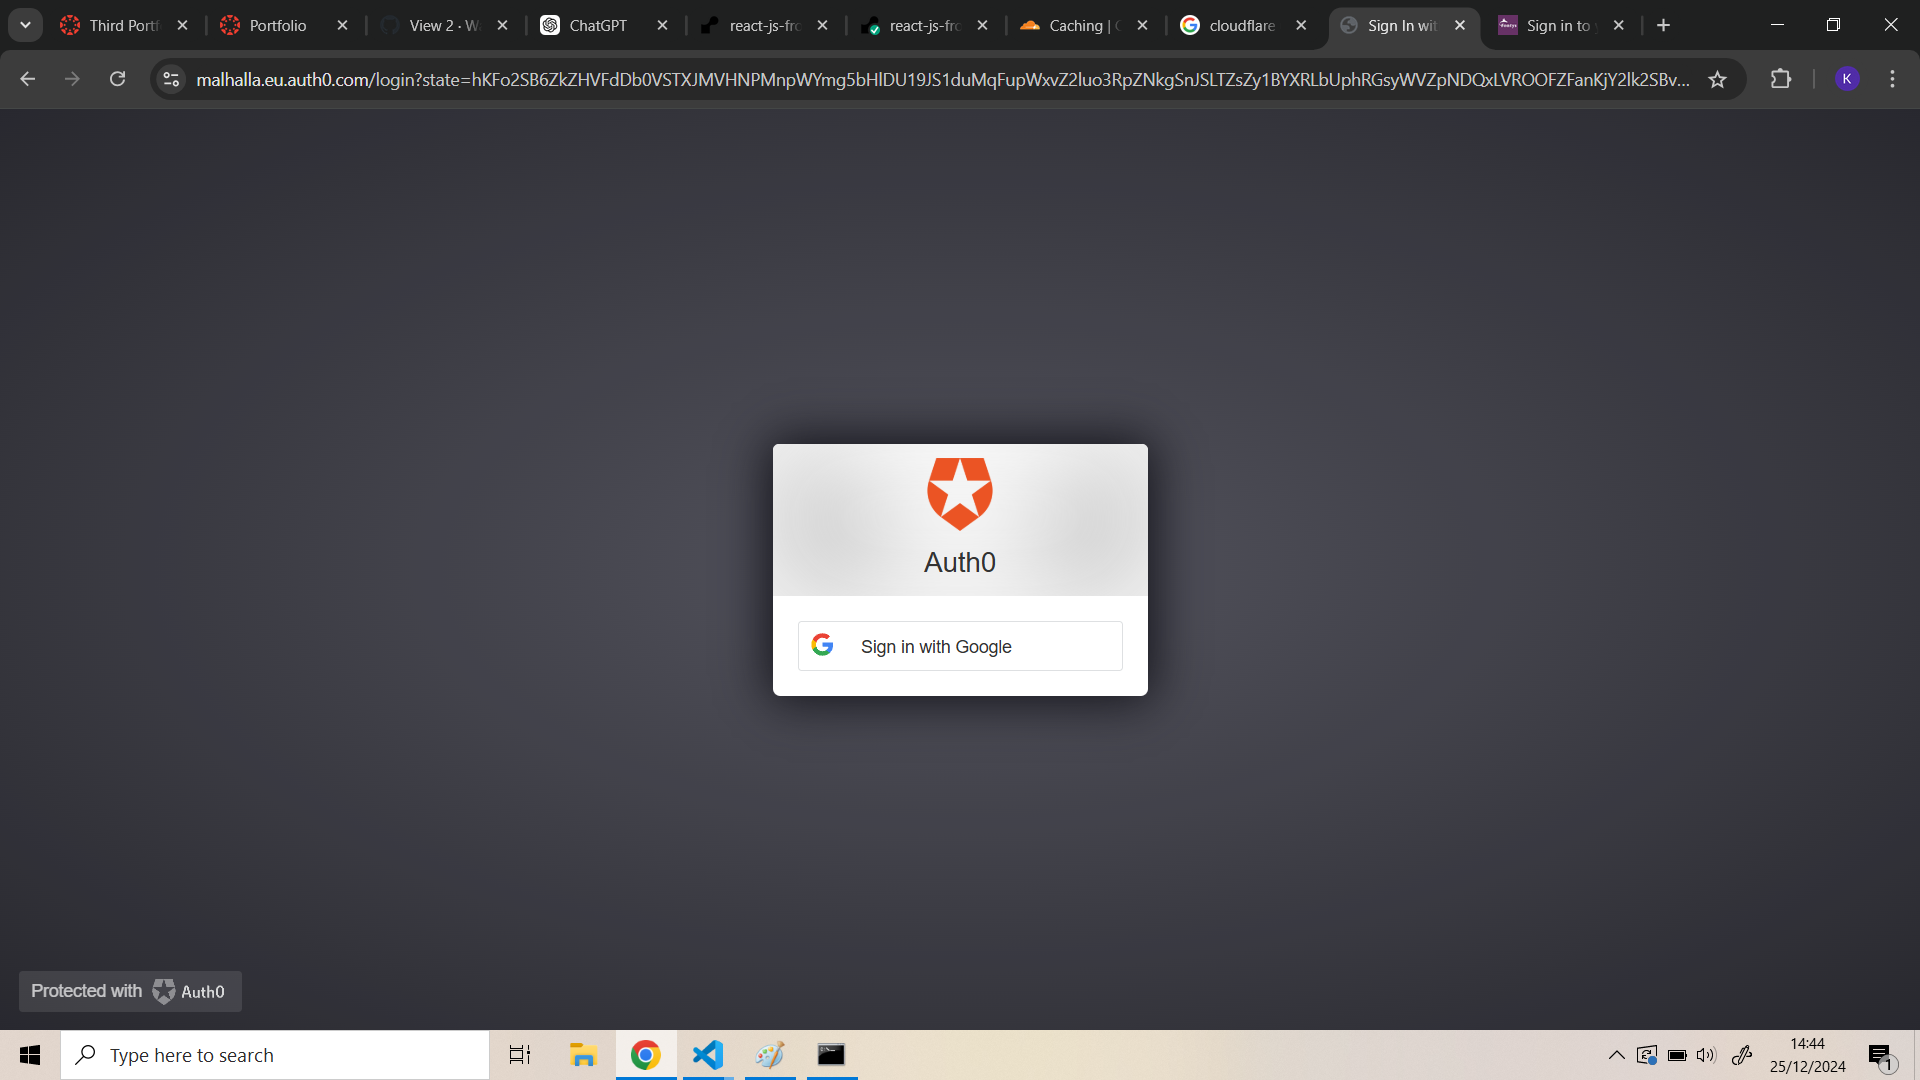 Third Portf
Portfolio
View 2 · W
ChatGPT
react-js-fro
react-js-fro
Caching | C
cloudflare
Sign In wit
Sign in to y
malhalla.eu.auth0.com/login?state=hKFo2SB6ZkZHVFdDb0VSTXJMVHNPMnpWYmg5bHlDU19JS1duMqFupWxvZ2luo3RpZNkgSnJSLTZsZy1BYXRLbUphRGsyWVZpNDQxLVROOFZFanKjY2lk2SBv...
K
Auth0
Sign in with Google
Protected with Auth0
Type here to search
14:44
25/12/2024
1